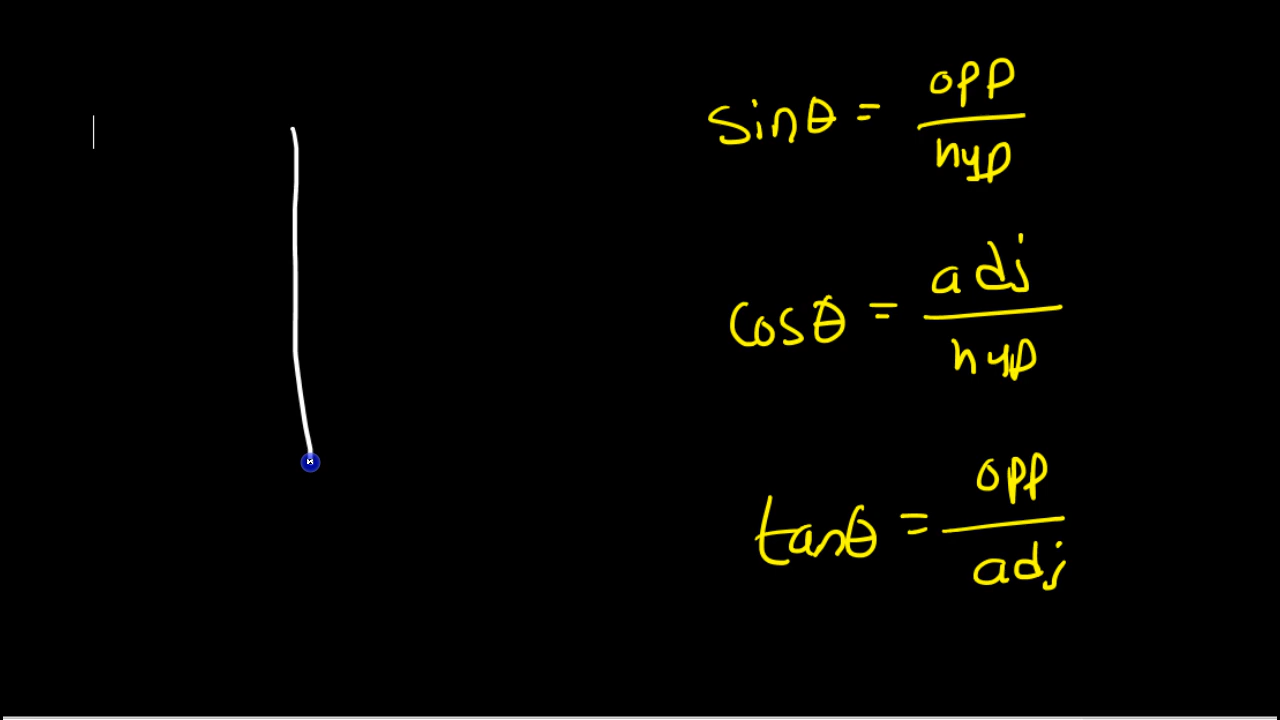 sinθ = opp/hyp
cosθ = adj/hyp
tanθ = opp/adj